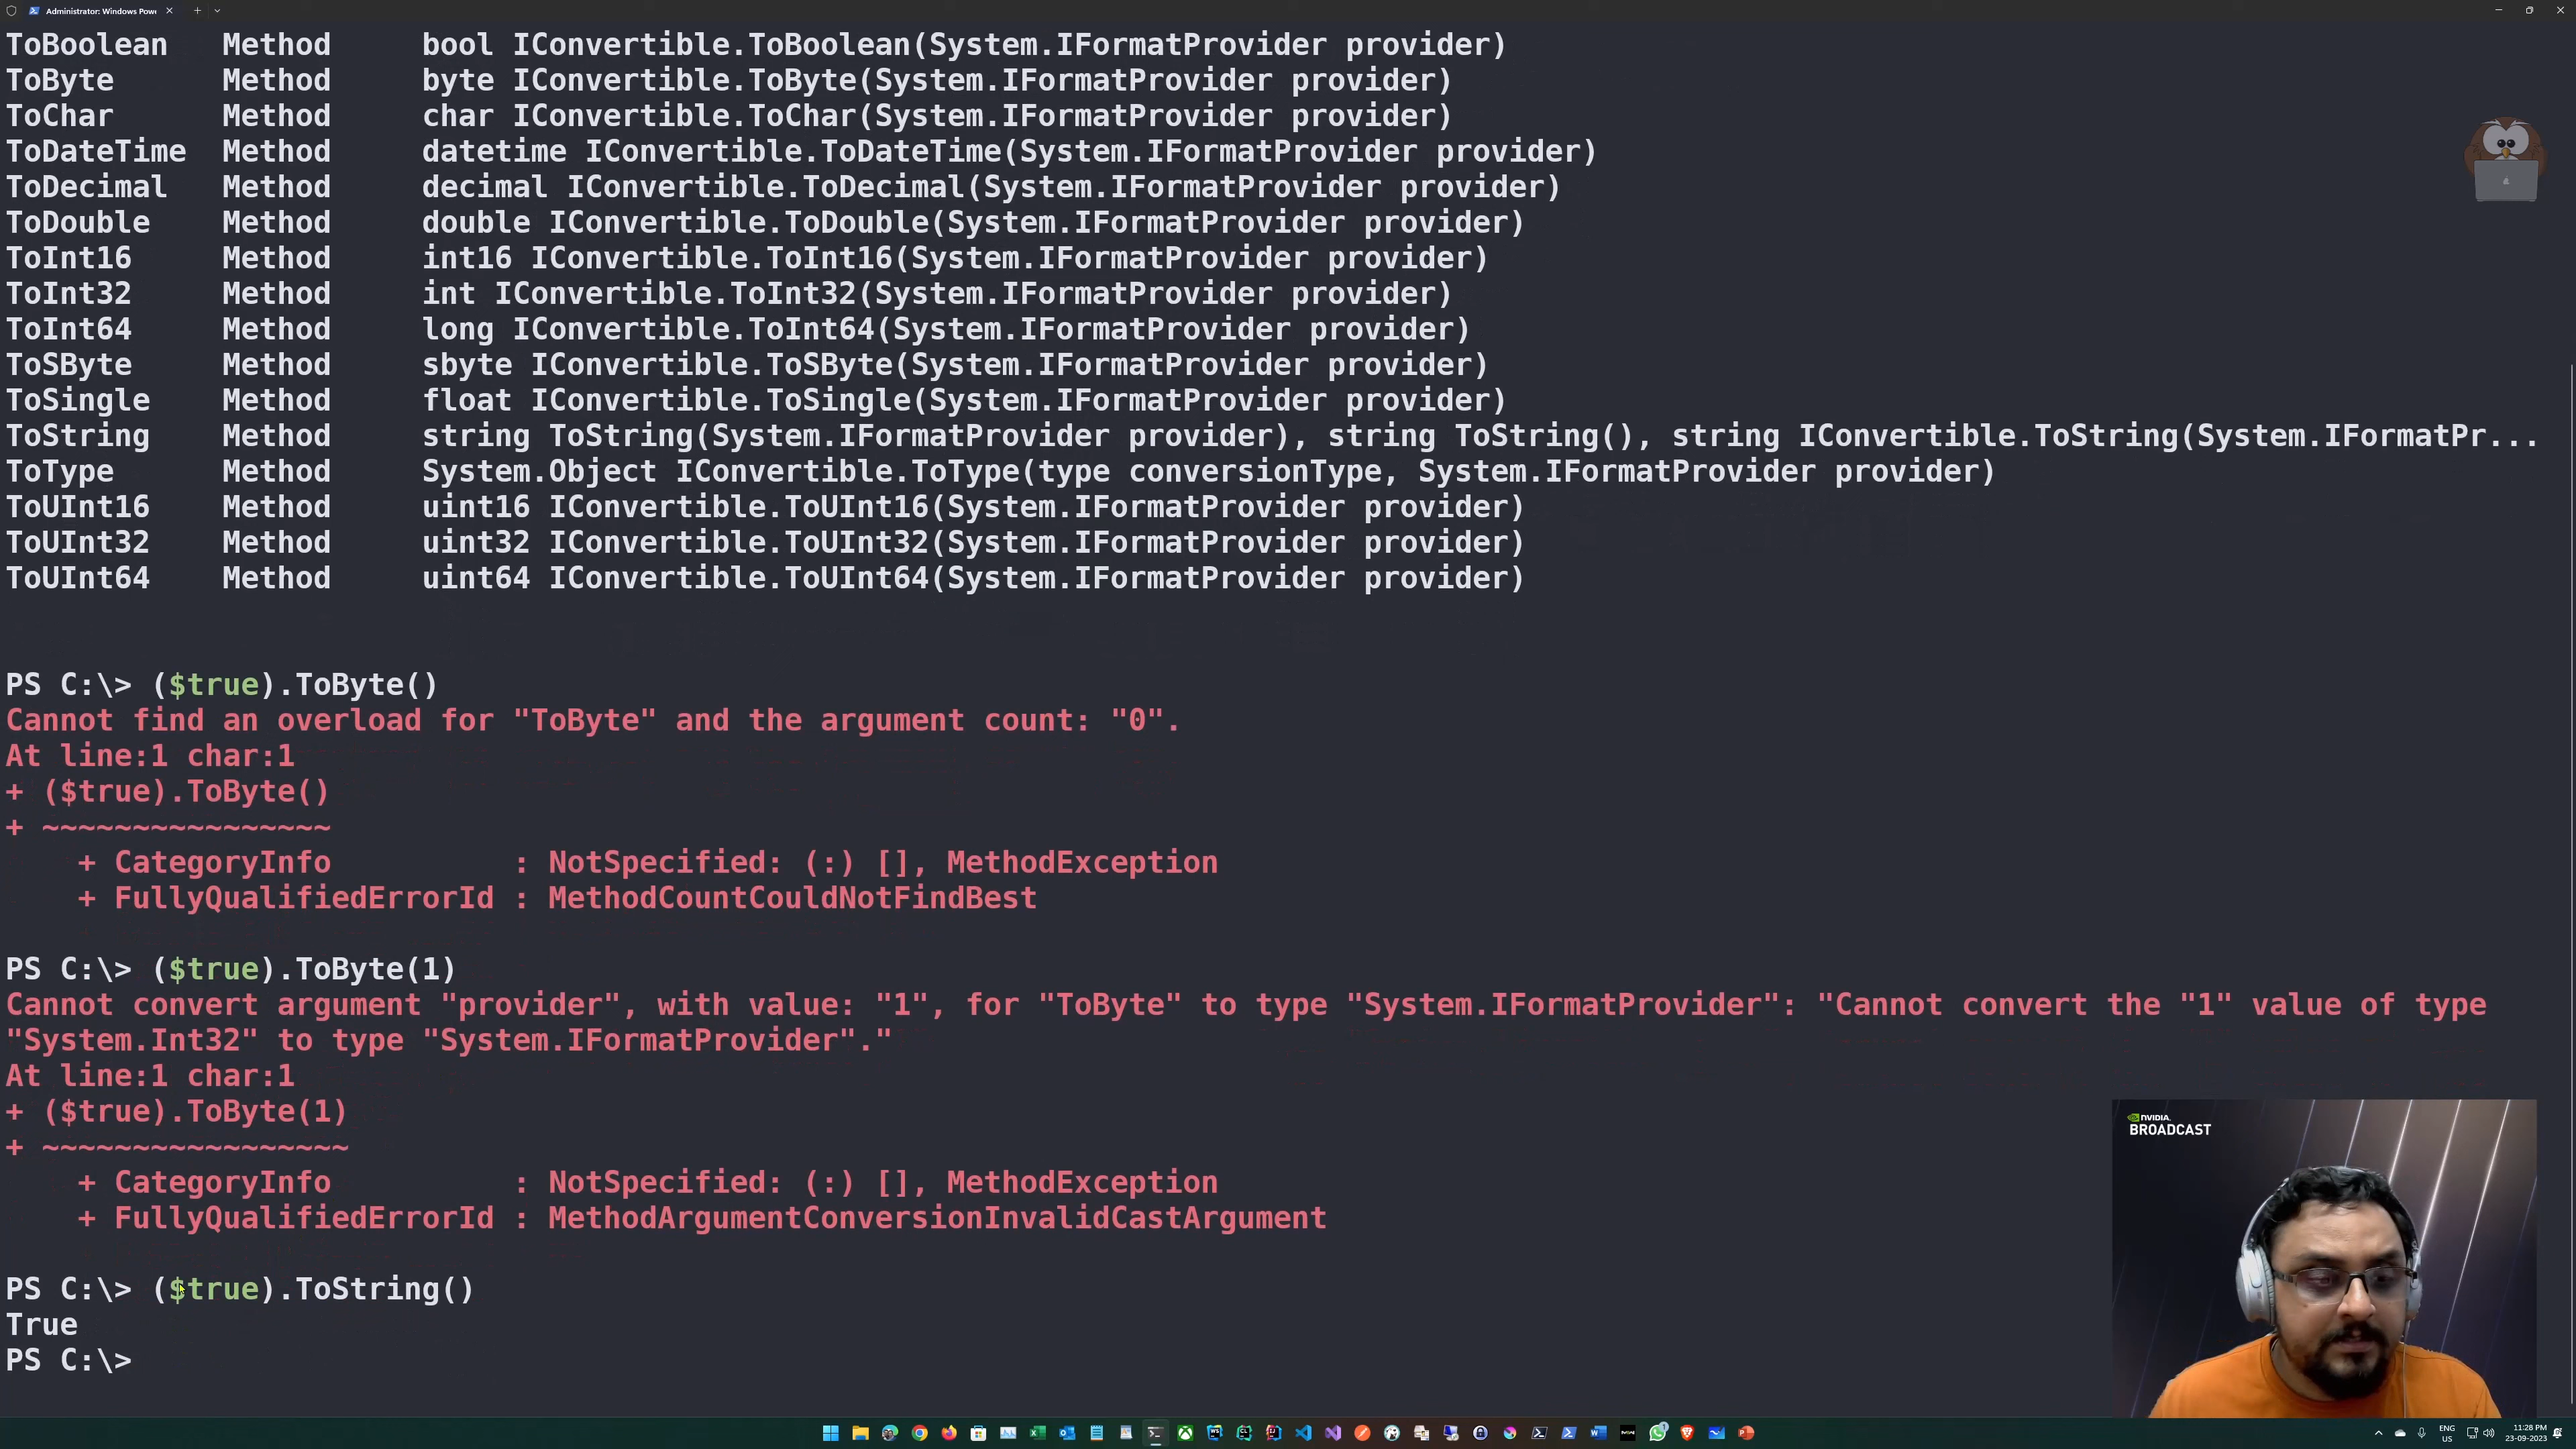 Administrator: Windows Pow
ToBoolean Method bool IConvertible.ToBoolean(System.IFormatProvider provider)
ToByte Method byte IConvertible.ToByte(System.IFormatProvider provider)
ToChar Method char IConvertible.ToChar(System.IFormatProvider provider)
ToDateTime Method datetime IConvertible.ToDateTime(System.IFormatProvider provider)
ToDecimal Method decimal IConvertible.ToDecimal(System.IFormatProvider provider)
ToDouble Method double IConvertible.ToDouble(System.IFormatProvider provider)
ToInt16 Method int16 IConvertible.ToInt16(System.IFormatProvider provider)
ToInt32 Method int IConvertible.ToInt32(System.IFormatProvider provider)
ToInt64 Method long IConvertible.ToInt64(System.IFormatProvider provider)
ToSByte Method sbyte IConvertible.ToSByte(System.IFormatProvider provider)
ToSingle Method float IConvertible.ToSingle(System.IFormatProvider provider)
ToString Method string ToString(System.IFormatProvider provider), string ToString(), string IConvertible.ToString(System.IFormatPr...
ToType Method System.Object IConvertible.ToType(type conversionType, System.IFormatProvider provider)
ToUInt16 Method uint16 IConvertible.ToUInt16(System.IFormatProvider provider)
ToUInt32 Method uint32 IConvertible.ToUInt32(System.IFormatProvider provider)
ToUInt64 Method uint64 IConvertible.ToUInt64(System.IFormatProvider provider)
PS C:\> ($true).ToByte()
Cannot find an overload for "ToByte" and the argument count: "0".
At line:1 char:1
+ ($true).ToByte()
+ ~~~~~~~~~~~~~~~~
+ CategoryInfo : NotSpecified: (:) [], MethodException
+ FullyQualifiedErrorId : MethodCountCouldNotFindBest
PS C:\> ($true).ToByte(1)
Cannot convert argument "provider", with value: "1", for "ToByte" to type "System.IFormatProvider": "Cannot convert the "1" value of type
"System.Int32" to type "System.IFormatProvider"."
At line:1 char:1
+ ($true).ToByte(1)
+ ~~~~~~~~~~~~~~~~~
+ CategoryInfo : NotSpecified: (:) [], MethodException
+ FullyQualifiedErrorId : MethodArgumentConversionInvalidCastArgument
PS C:\> ($true).ToString()
True
PS C:\>
NVIDIA.
BROADCAST
ENG
US
11:28 PM
23-09-2023